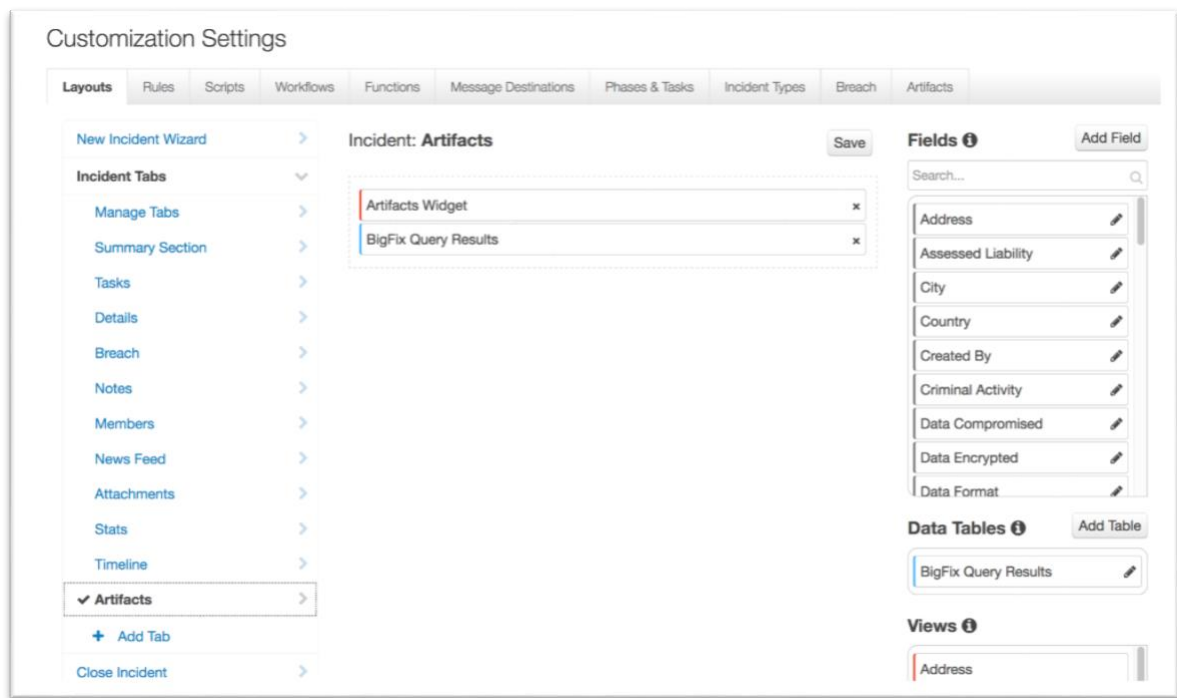 Customization Settings
Layouts Rules Scripts Workflows Functions Message Destinations Phases & Tasks Incident Types Breach Artifacts
New Incident Wizard
Incident Tabs
Manage Tabs
Summary Section
Tasks
Details
Breach
Notes
Members
News Feed
Attachments
Stats
Timeline
Artifacts
Add Tab
Close Incident
Incident: Artifacts
Save
Artifacts Widget
BigFix Query Results
Fields
Add Field
Search...
Address
Assessed Liability
City
Country
Created By
Criminal Activity
Data Compromised
Data Encrypted
Data Format
Data Tables
Add Table
BigFix Query Results
Views
Address